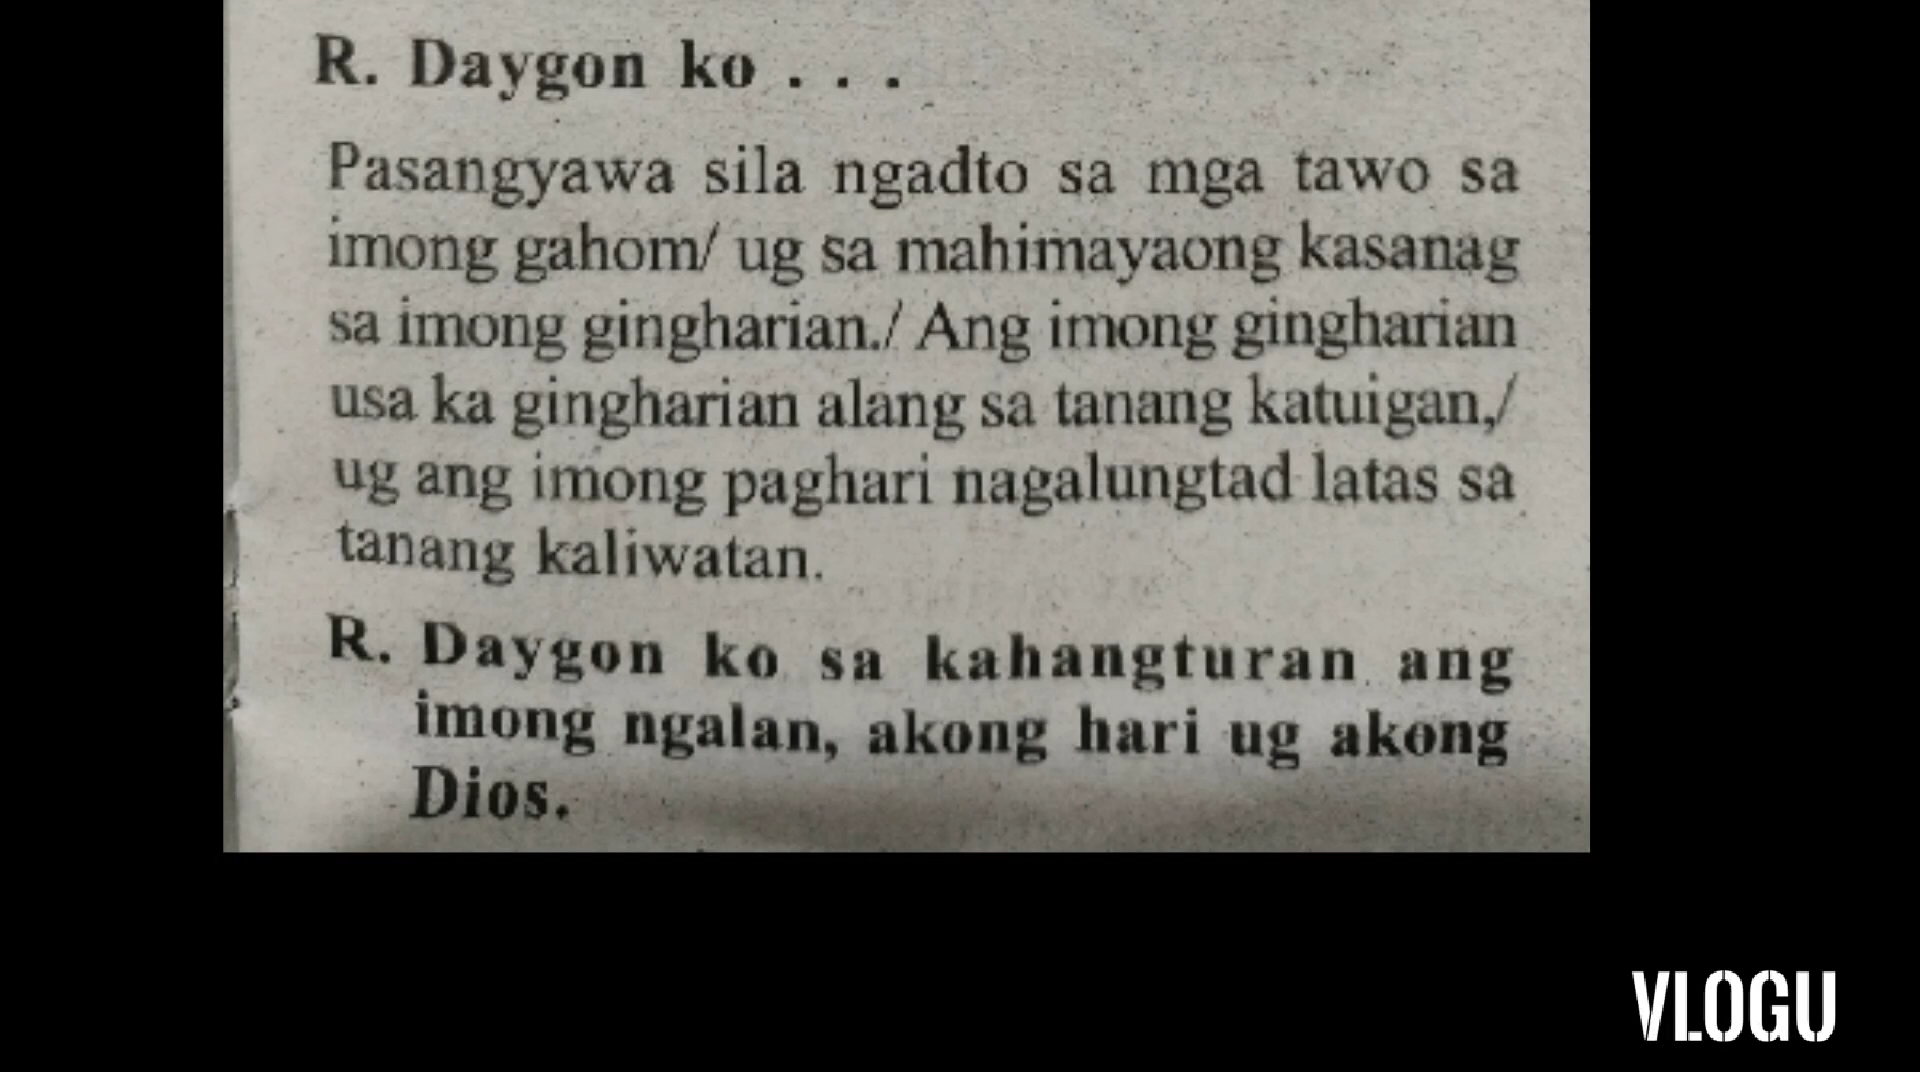 R. Daygon ko . . .
Pasangyawa sila ngadto sa mga tawo sa
imong gahom/ ug sa mahimayaong kasanag
sa imong gingharian./ Ang imong gingharian
usa ka gingharian alang sa tanang katuigan,/
ug ang imong paghari nagalungtad latas sa
tanang kaliwatan.
R. Daygon ko sa kahangturan ang
imong ngalan, akong hari ug akong
Dios.
VLOGU